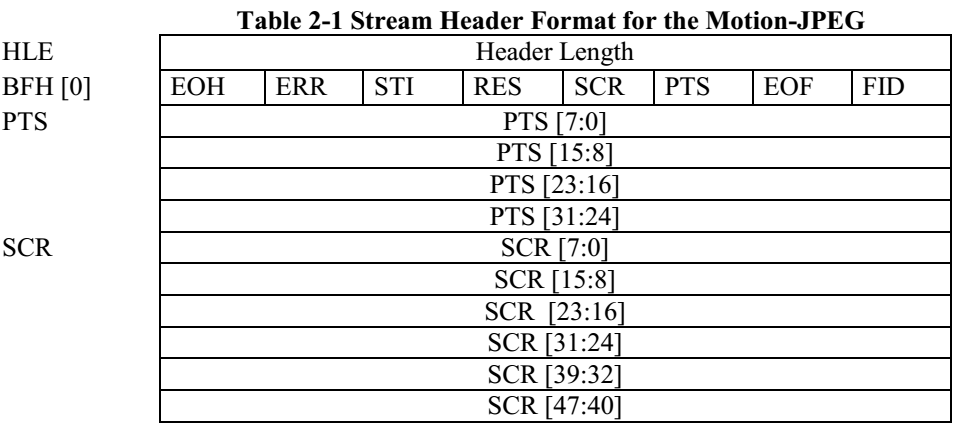 Table 2-1 Stream Header Format for the Motion-JPEG
HLE Header Length
BFH [0] EOH ERR STI RES SCR PTS EOF FID
PTS PTS [7:0]
PTS [15:8]
PTS [23:16]
PTS [31:24]
SCR SCR [7:0]
SCR [15:8]
SCR [23:16]
SCR [31:24]
SCR [39:32]
SCR [47:40]